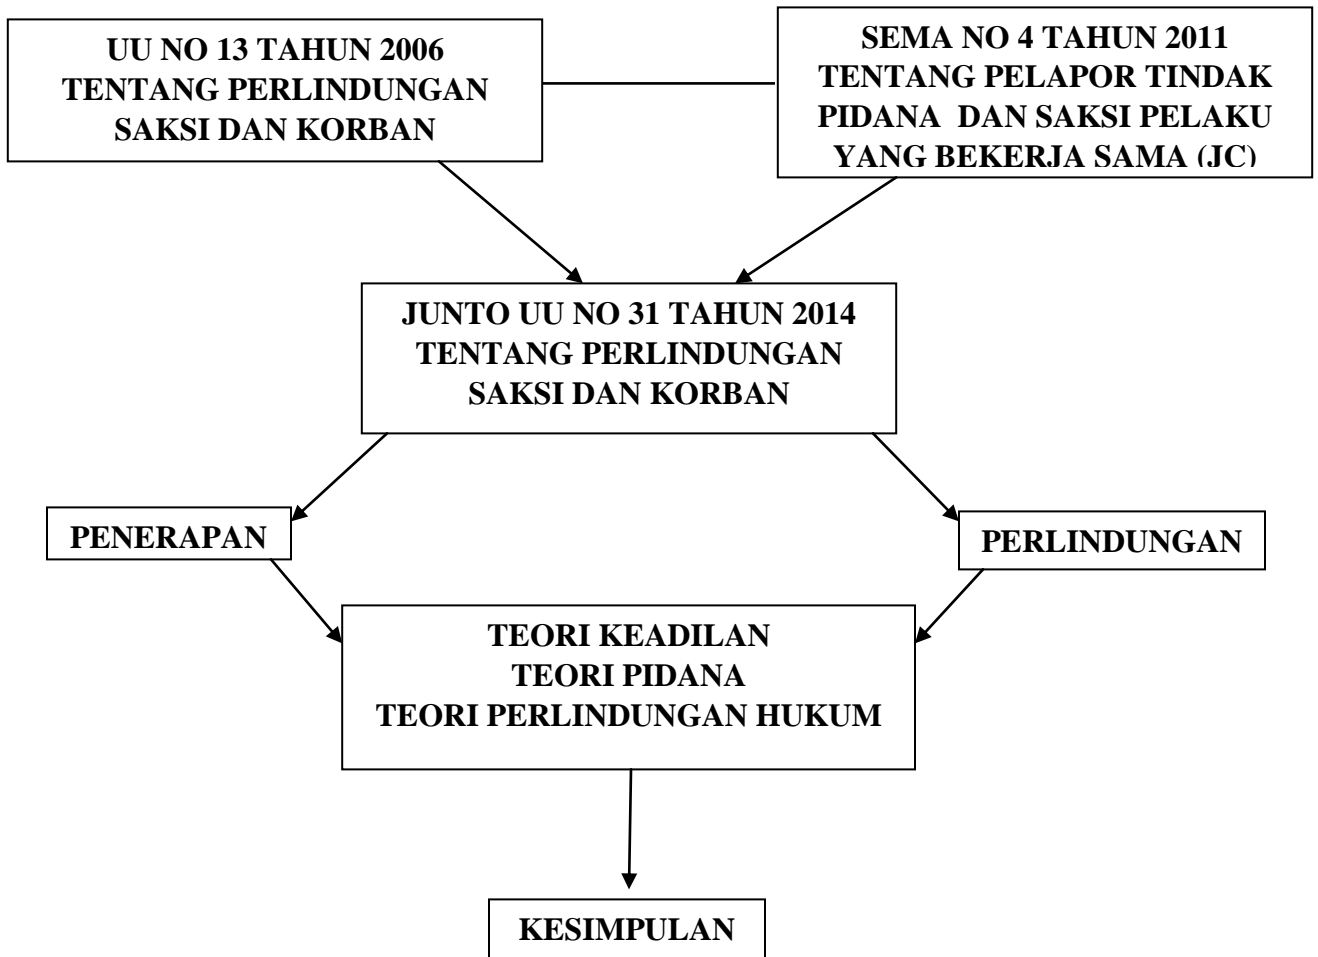 UU NO 13 TAHUN 2006
TENTANG PERLINDUNGAN
SAKSI DAN KORBAN
SEMA NO 4 TAHUN 2011
TENTANG PELAPOR TINDAK
PIDANA DAN SAKSI PELAKU
YANG BEKERJA SAMA (JC)
JUNTO UU NO 31 TAHUN 2014
TENTANG PERLINDUNGAN
SAKSI DAN KORBAN
PENERAPAN
PERLINDUNGAN
TEORI KEADILAN
TEORI PIDANA
TEORI PERLINDUNGAN HUKUM
KESIMPULAN